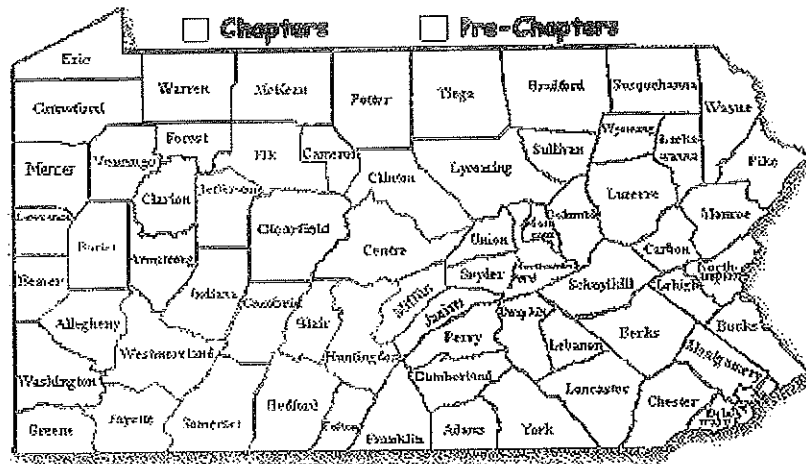 Chapters Pre-Chapters
Erie
Crawford
Warren
McKean
Potter
Tioga
Bradford
Susquehanna
Wayne
Mercer
Venango
Forest
Elk
Cameron
Clinton
Lycoming
Sullivan
Wyoming
Pike
Lawrence
Clarion
Jefferson
Clearfield
Centre
Union
Columbia
Luzerne
Monroe
Carbon
Butler
Armstrong
Beaver
Indiana
Cambria
Blair
Snyder
Mifflin
Juniata
Schuylkill
Lehigh
Allegheny
Westmoreland
Huntingdon
Perry
Dauphin
Lebanon
Berks
Bucks
Montgomery
Washington
Cumberland
Lancaster
Chester
Greene
Fayette
Somerset
Bedford
Fulton
Franklin
Adams
York